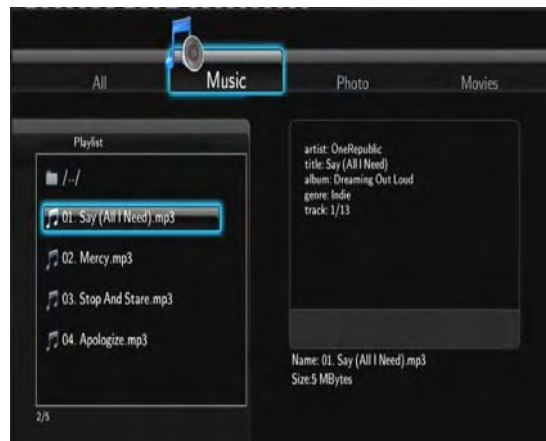 All
Music
Photo
Movies
Playlist
/../
01. Say (All I Need).mp3
02. Mercy.mp3
03. Stop And Stare.mp3
04. Apologize.mp3
2/5
artist: OneRepublic
title: Say (All I Need)
album: Dreaming Out Loud
genre: Indie
track: 1/13
Name: 01. Say (All I Need).mp3
Size:5 MBytes